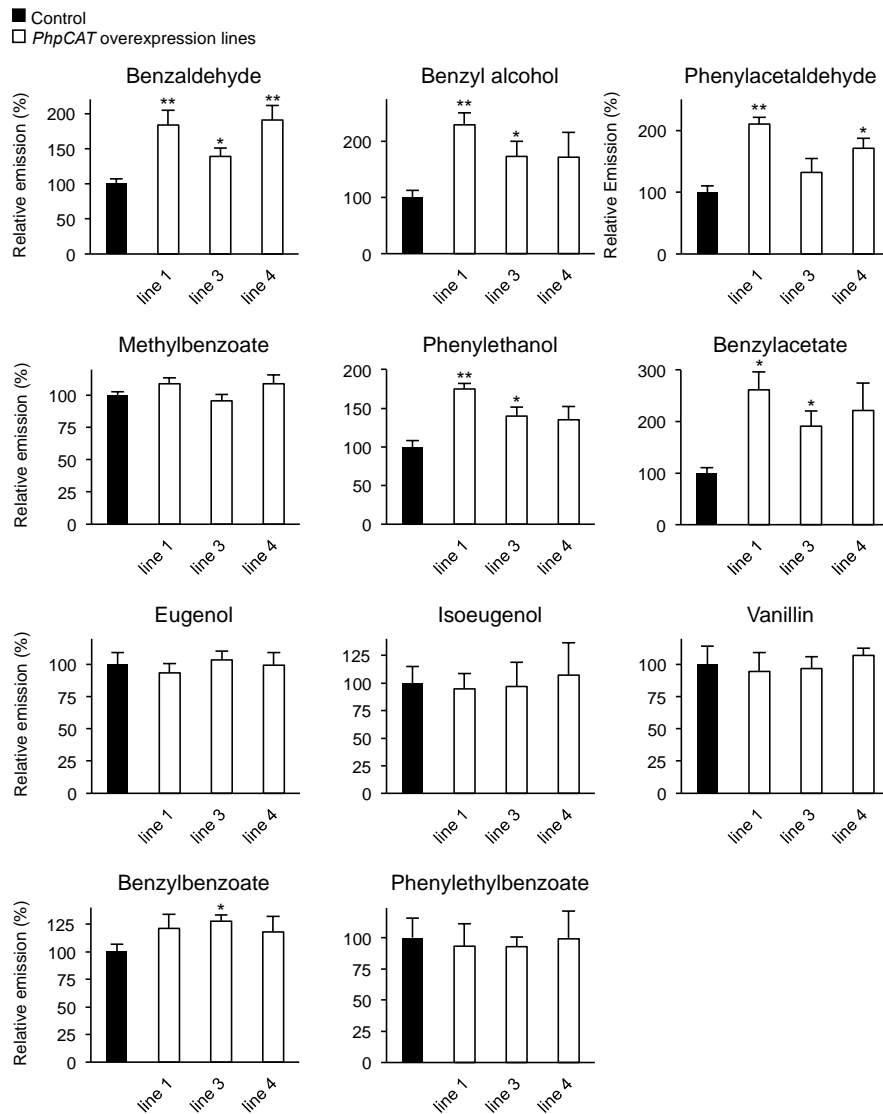 Control
PhpCAT overexpression lines
Benzaldehyde
Relative emission (%)
200
150
100
50
0
**
*
**
line 1
line 3
line 4
Benzyl alcohol
200
100
0
**
*
line 1
line 3
line 4
Phenylacetaldehyde
Relative Emission (%)
200
100
0
**
*
line 1
line 3
line 4
Methylbenzoate
Relative emission (%)
100
75
50
25
0
line 1
line 3
line 4
Phenylethanol
200
150
100
50
0
**
*
line 1
line 3
line 4
Benzylacetate
300
200
100
0
*
*
line 1
line 3
line 4
Eugenol
Relative emission (%)
100
75
50
25
0
line 1
line 3
line 4
Isoeugenol
125
100
75
50
25
0
line 1
line 3
line 4
Vanillin
100
75
50
25
0
line 1
line 3
line 4
Benzylbenzoate
Relative emission (%)
125
100
75
50
25
0
*
line 1
line 3
line 4
Phenylethylbenzoate
100
75
50
25
0
line 1
line 3
line 4